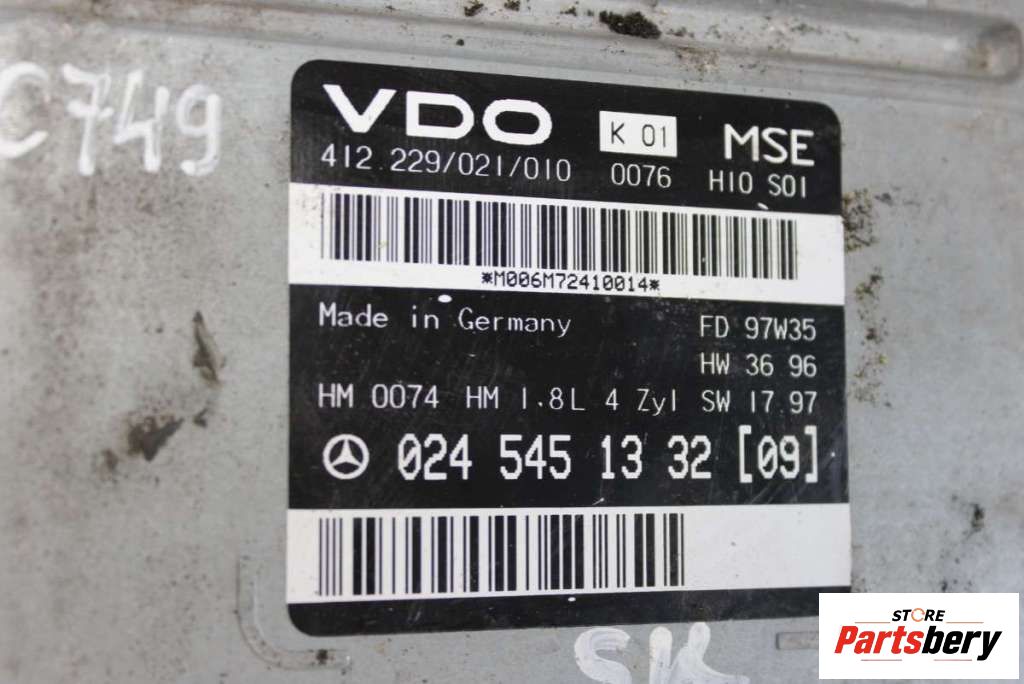 C749
VDO K 01 MSE
412.229/021/010 0076 H10 S01
*M006M72410014*
Made in Germany FD 97W35
HW 36 96
HM 0074 HM 1.8L 4 Zyl SW 17.97
024 545 13 32 [09]
SK
STORE
Partsbery